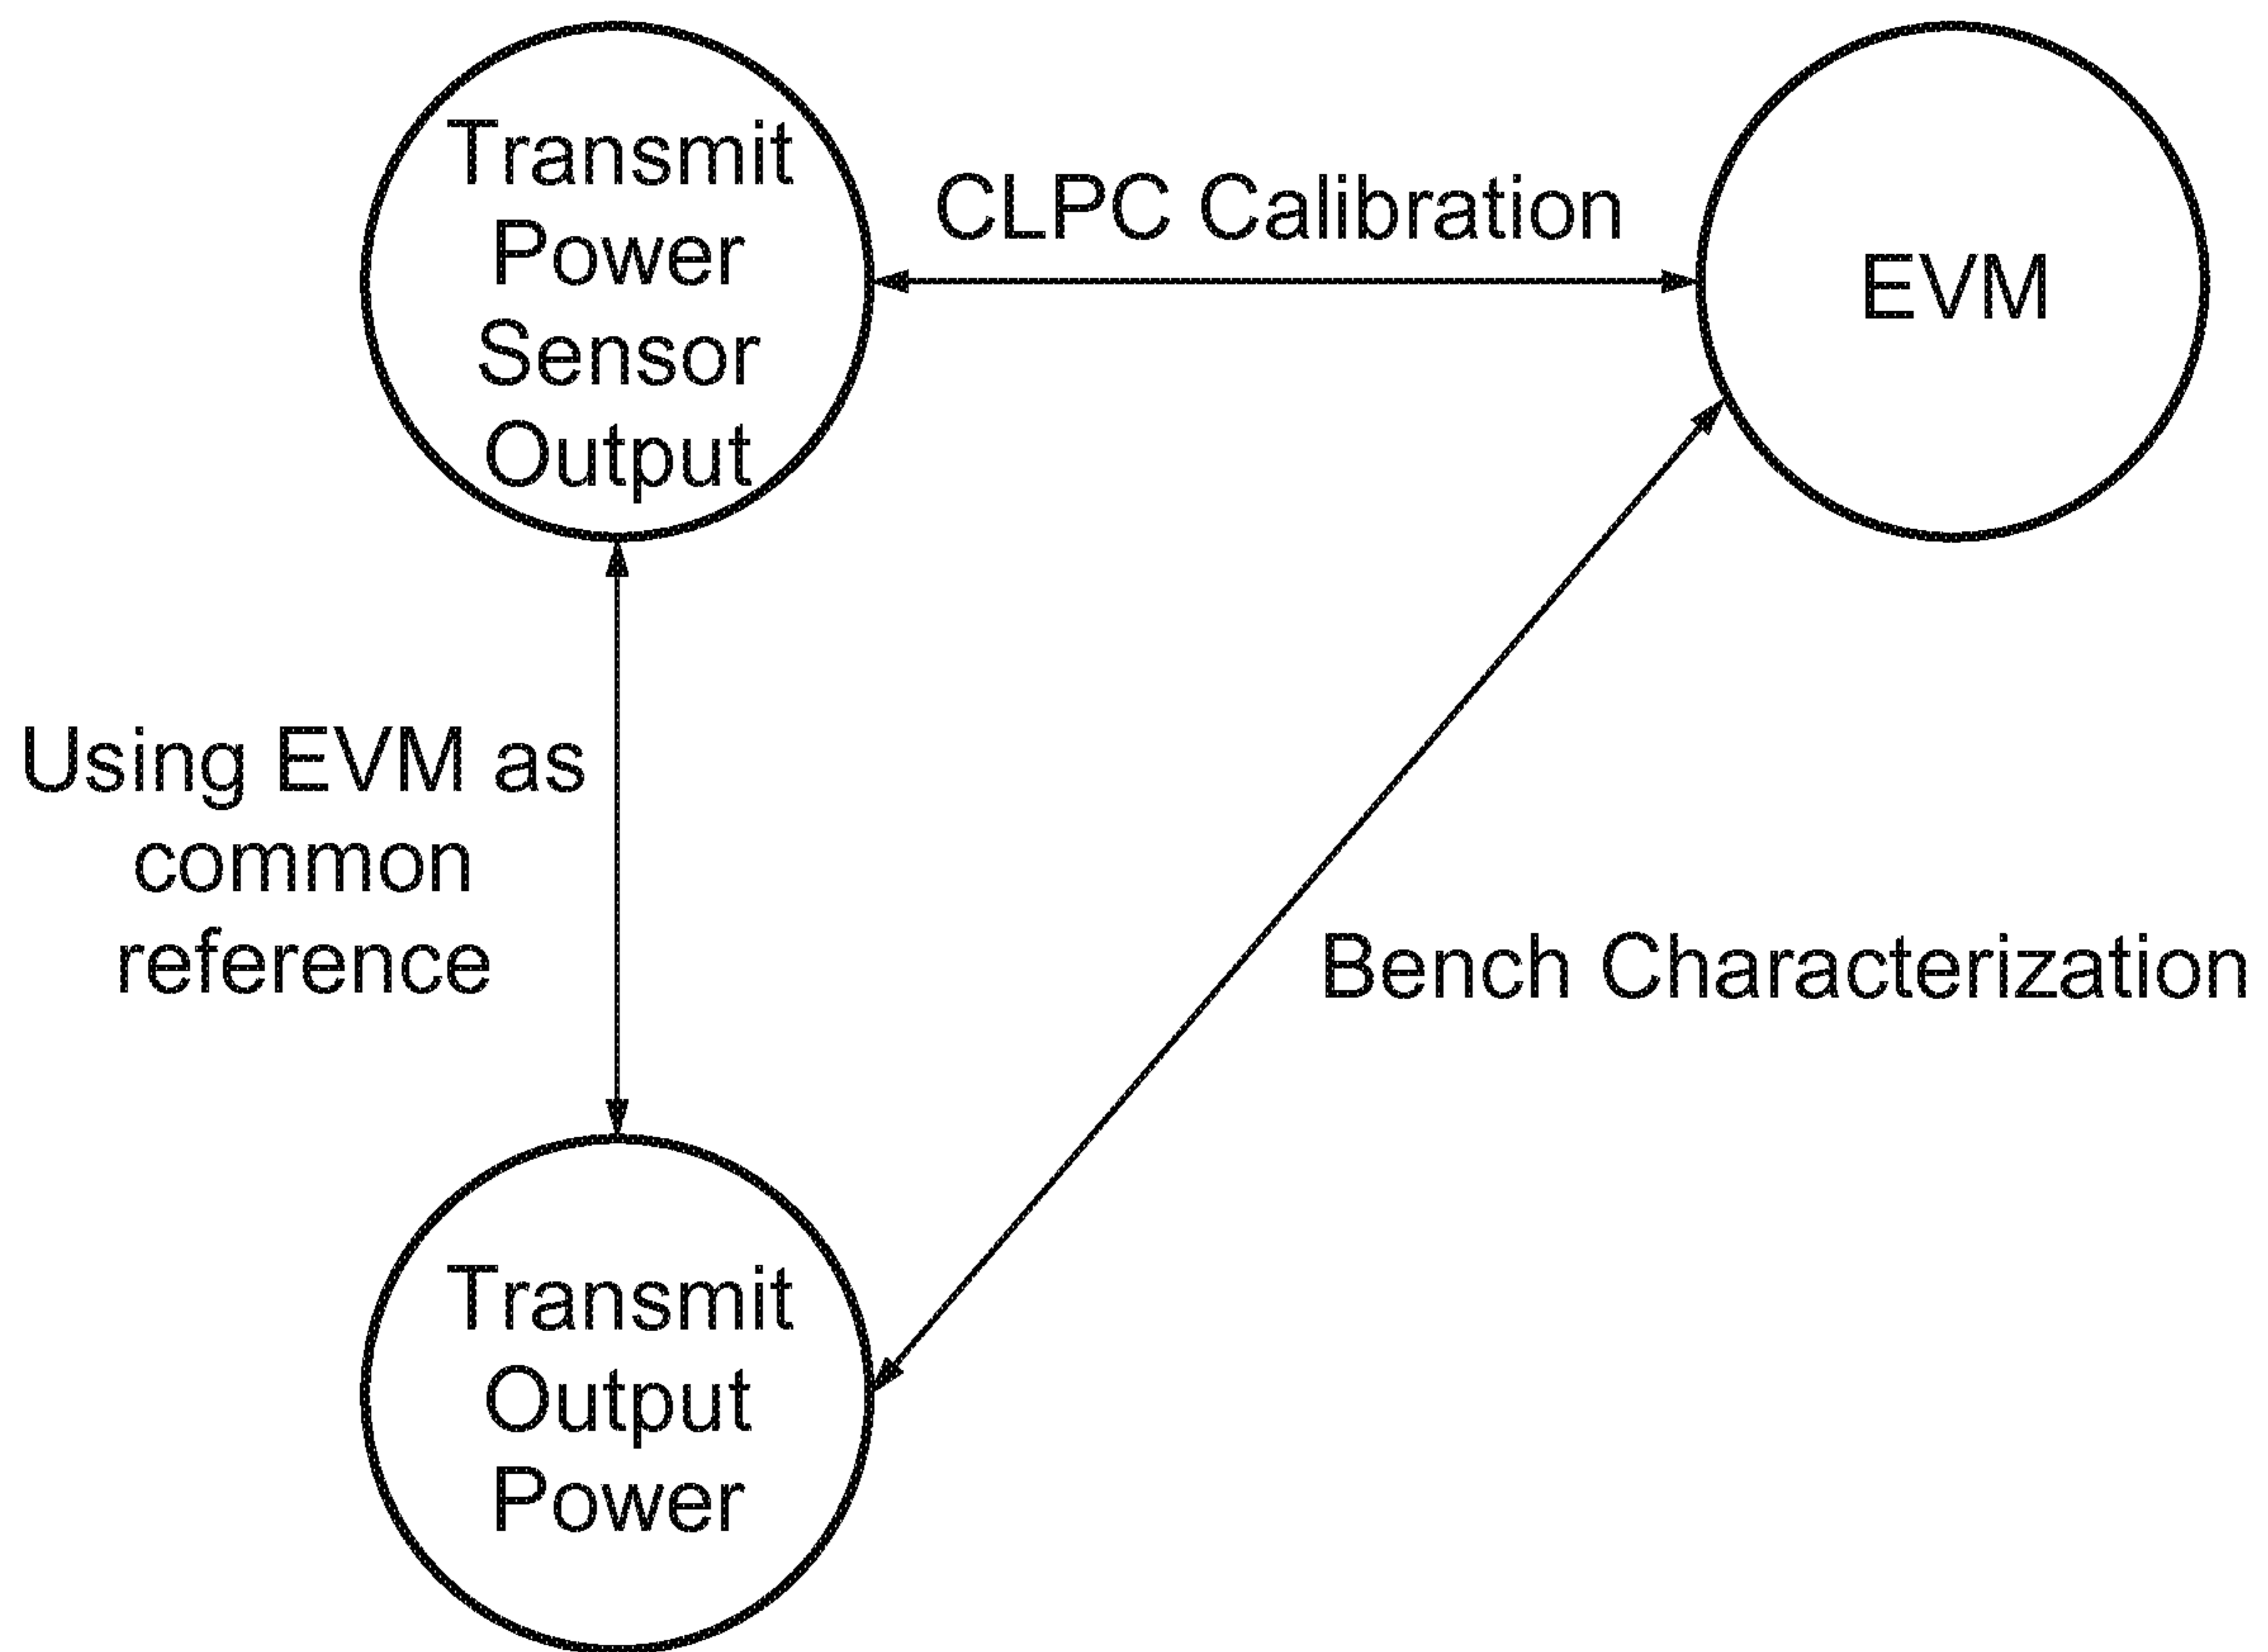 Transmit
Power
Sensor
Output
CLPC Calibration
EVM
Using EVM as
common
reference
Bench Characterization
Transmit
Output
Power